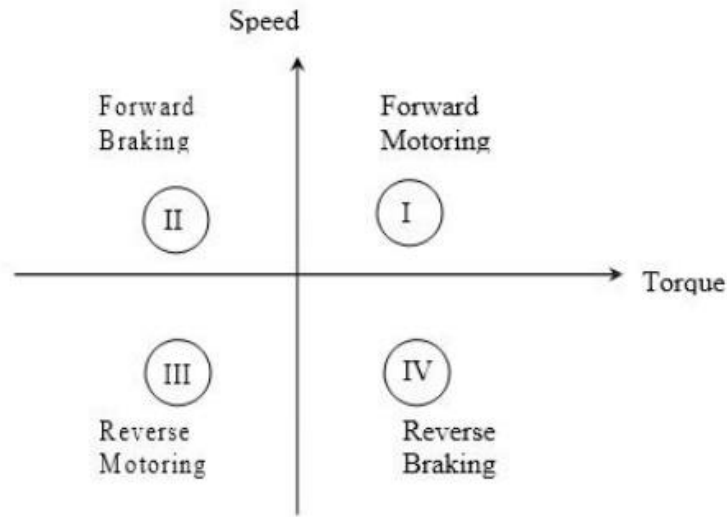 Speed
Forward
Braking
Forward
Motoring
II
I
Torque
III
IV
Reverse
Motoring
Reverse
Braking